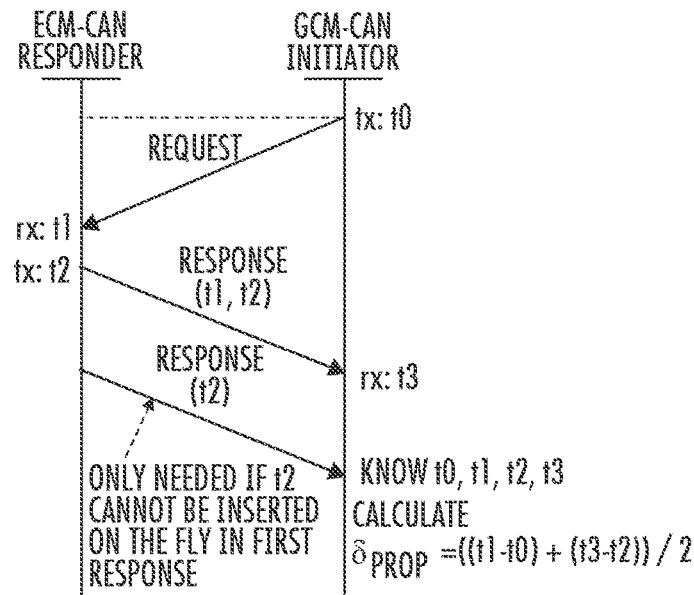 ECM-CAN
RESPONDER
GCM-CAN
INITIATOR
tx: t0
REQUEST
rx: t1
tx: t2
RESPONSE
(t1, t2)
RESPONSE
(t2)
rx: t3
ONLY NEEDED IF t2
CANNOT BE INSERTED
ON THE FLY IN FIRST
RESPONSE
KNOW t0, t1, t2, t3
CALCULATE
δPROP =((t1-t0) + (t3-t2)) / 2